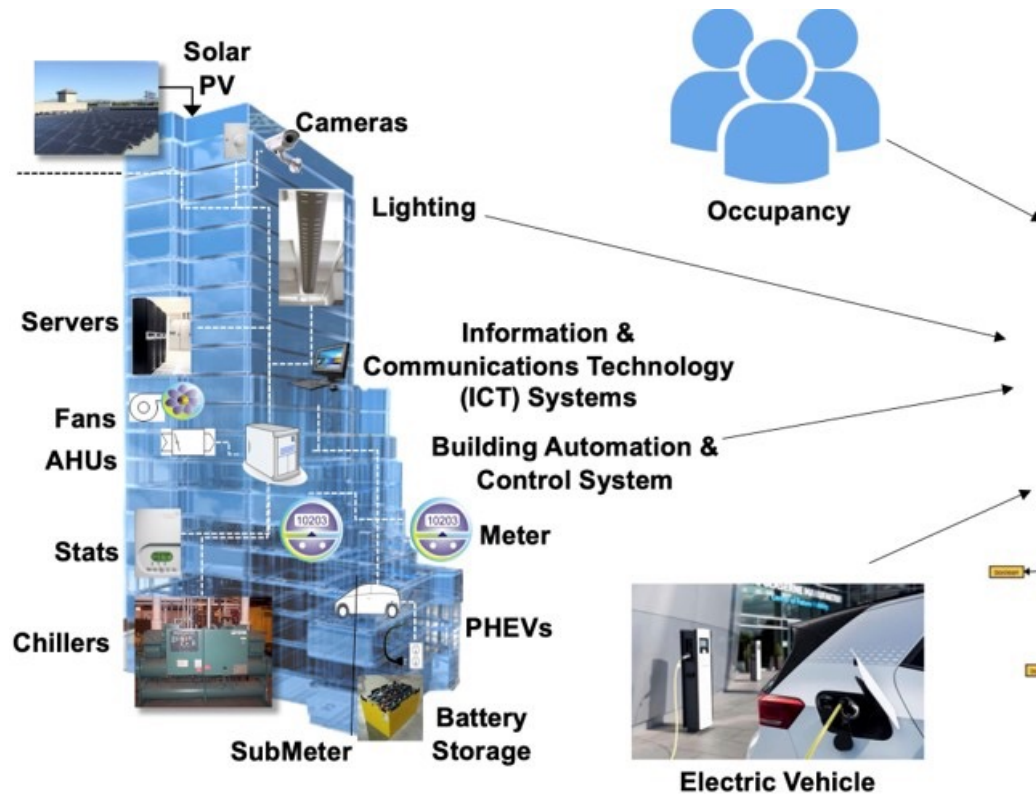 Solar
PV
Cameras
Lighting
Occupancy
Servers
Information &
Communications Technology
(ICT) Systems
Fans
AHUs
Building Automation &
Control System
10203
10203
Meter
Stats
Chillers
PHEVs
SubMeter
Battery
Storage
Electric Vehicle